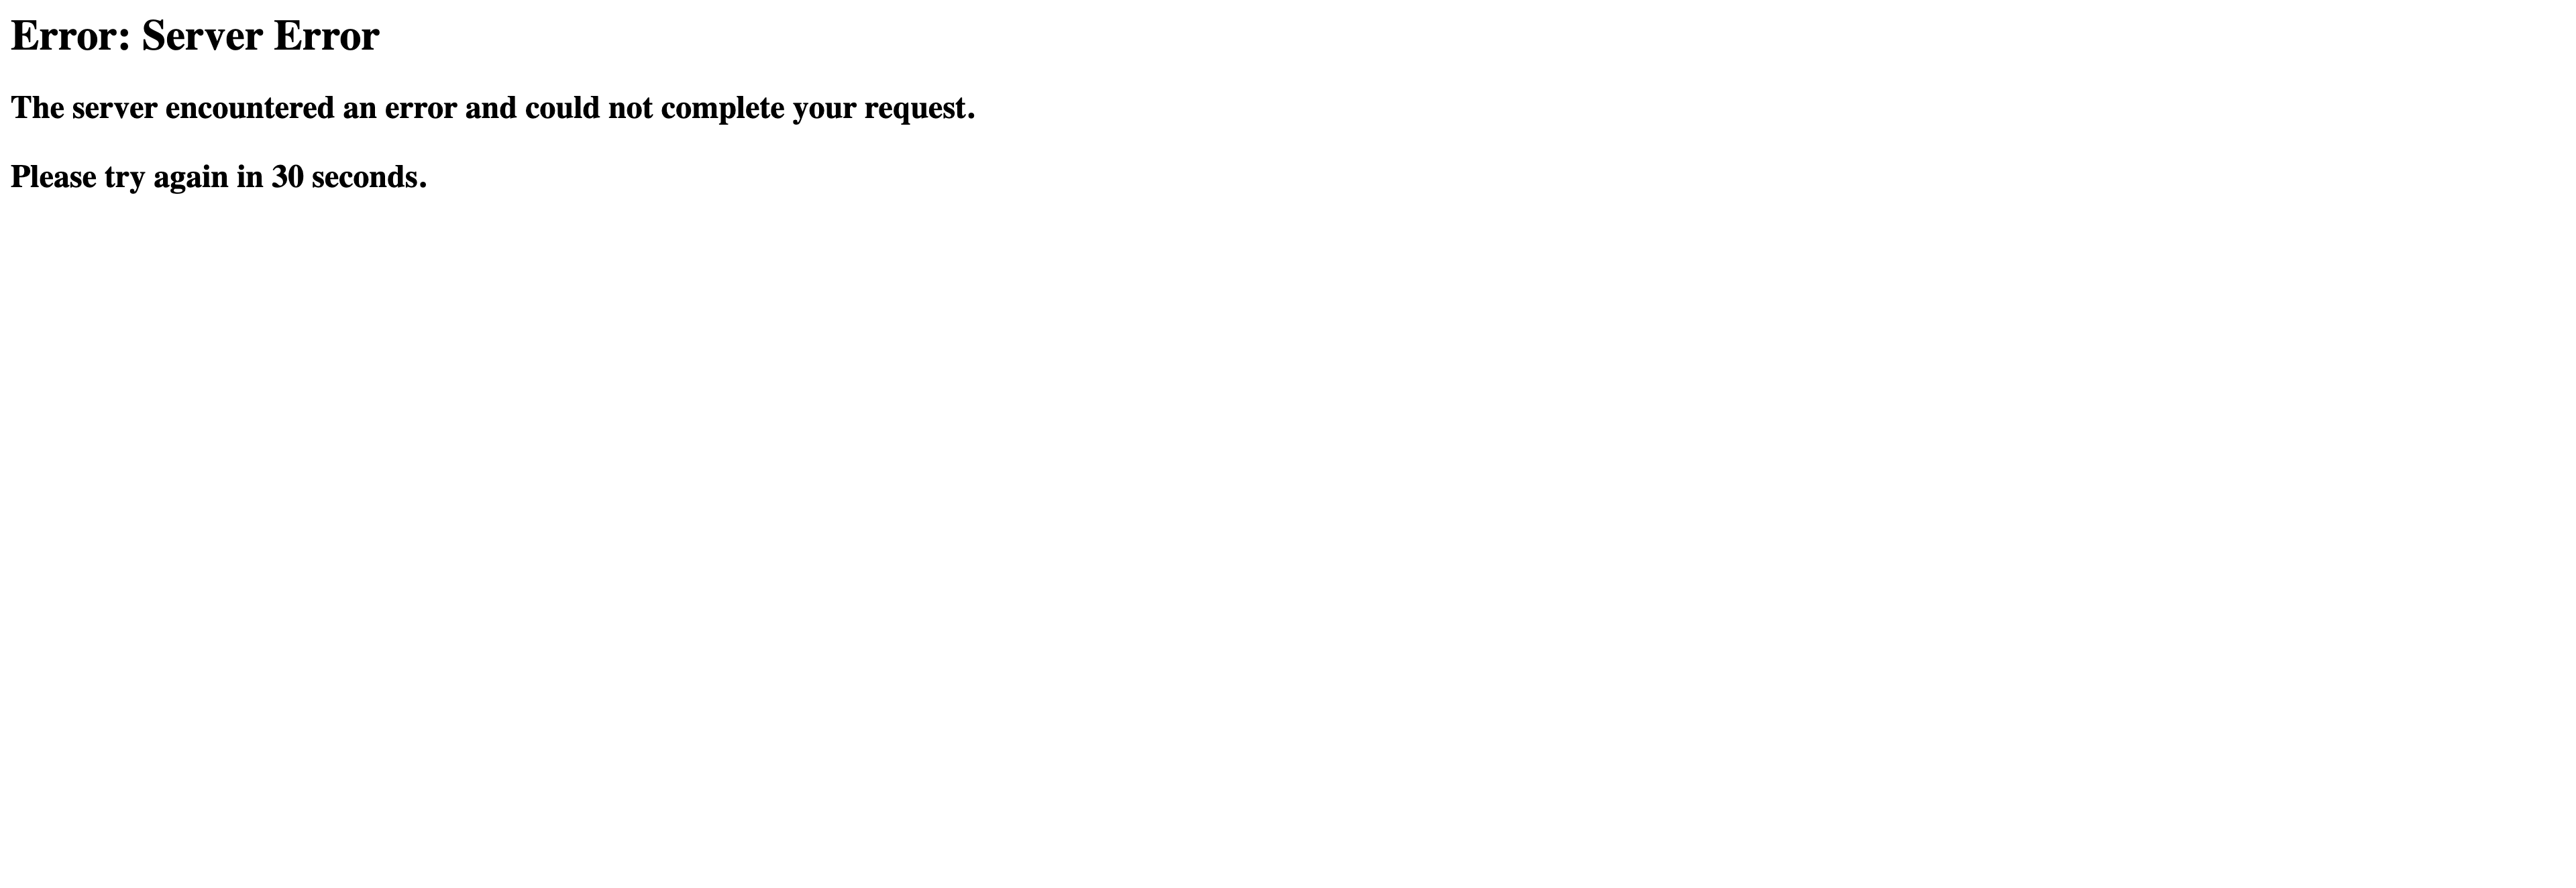 Error: Server Error
The server encountered an error and could not complete your request.
Please try again in 30 seconds.